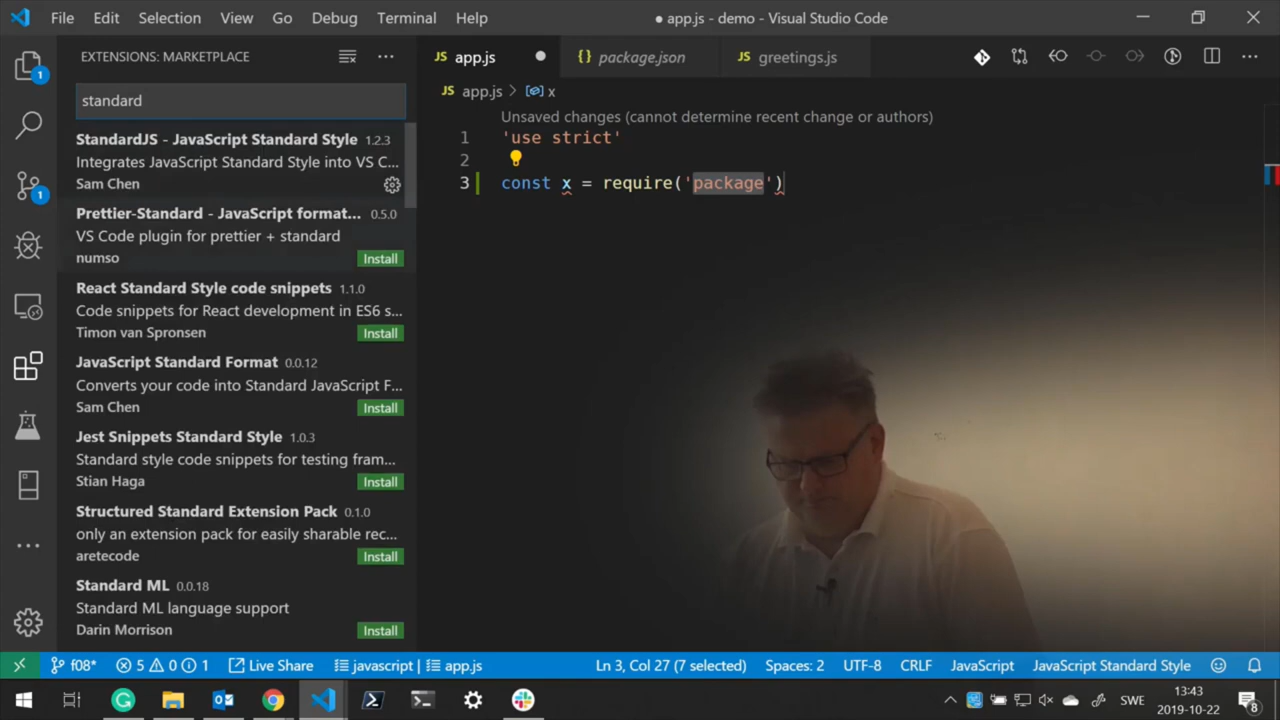 File Edit Selection View Go Debug Terminal Help
● app.js - demo - Visual Studio Code
EXTENSIONS: MARKETPLACE
standard
StandardJS - JavaScript Standard Style 1.2.3
Integrates JavaScript Standard Style into VS C...
Sam Chen
Prettier-Standard - JavaScript format... 0.5.0
VS Code plugin for prettier + standard
numso Install
React Standard Style code snippets 1.1.0
Code snippets for React development in ES6 s...
Timon van Spronsen Install
JavaScript Standard Format 0.0.12
Converts your code into Standard JavaScript F...
Sam Chen Install
Jest Snippets Standard Style 1.0.3
Standard style code snippets for testing fram...
Stian Haga Install
Structured Standard Extension Pack 0.1.0
only an extension pack for easily sharable rec...
aretecode Install
Standard ML 0.0.18
Standard ML language support
Darin Morrison Install
JS app.js ● {} package.json JS greetings.js
JS app.js > x
Unsaved changes (cannot determine recent change or authors)
1 'use strict'
2
3 const x = require('package')
1
1
f08* 5 0 1 Live Share javascript | app.js Ln 3, Col 27 (7 selected) Spaces: 2 UTF-8 CRLF JavaScript JavaScript Standard Style
SWE 13:43
2019-10-22 8